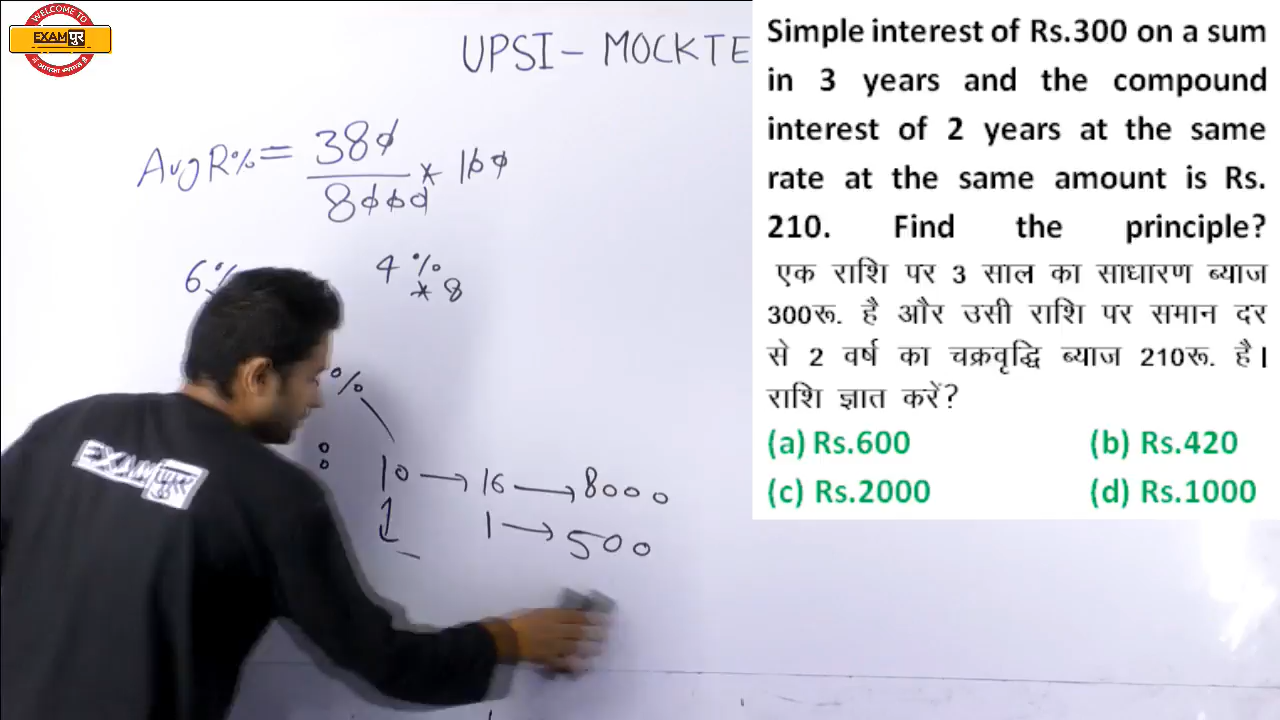 WELCOME TO
EXAMपुर
UPSI - MOCKTE
Avg R% = 380 / 8000 * 100
6% 4%
* 8
%
: 10 → 16 → 8000
1 → 500
EXAMपुर
Simple interest of Rs.300 on a sum
in 3 years and the compound
interest of 2 years at the same
rate at the same amount is Rs.
210. Find the principle?
एक राशि पर 3 साल का साधारण ब्याज
300रू. है और उसी राशि पर समान दर
से 2 वर्ष का चक्रवृद्धि ब्याज 210रू. है।
राशि ज्ञात करें?
(a) Rs.600 (b) Rs.420
(c) Rs.2000 (d) Rs.1000